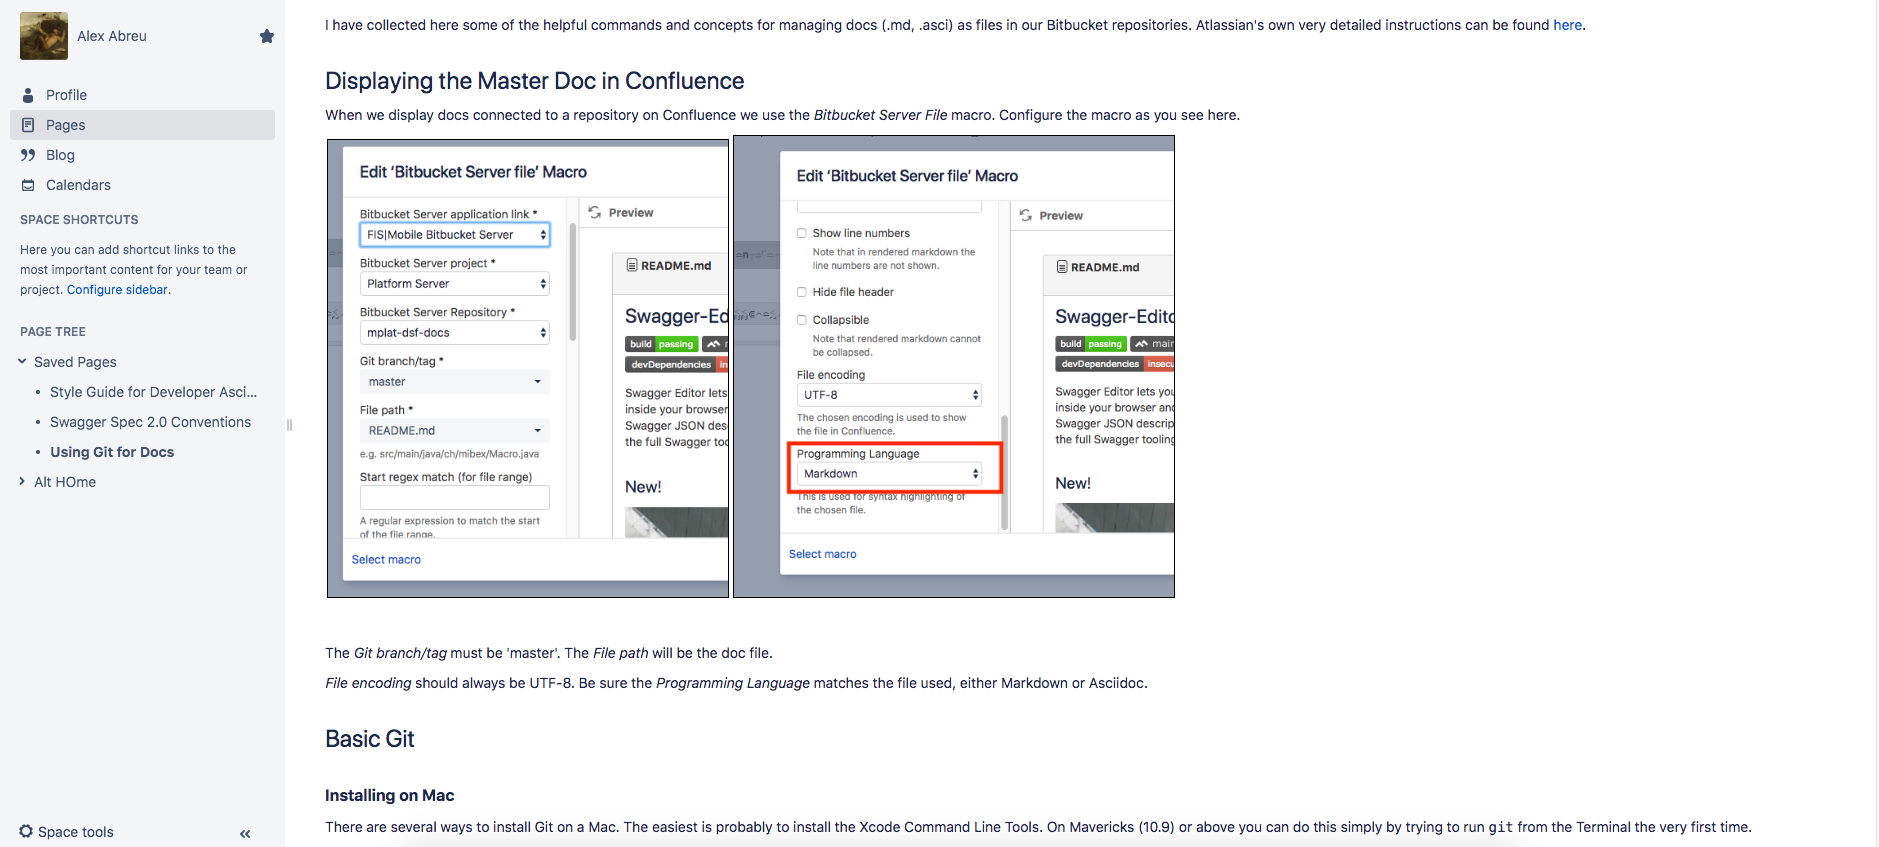 Alex Abreu
Profile
Pages
Blog
Calendars
SPACE SHORTCUTS
Here you can add shortcut links to the
most important content for your team or
project. Configure sidebar.
PAGE TREE
Saved Pages
Style Guide for Developer Asci...
Swagger Spec 2.0 Conventions
Using Git for Docs
Alt HOme
Space tools
I have collected here some of the helpful commands and concepts for managing docs (.md, .asci) as files in our Bitbucket repositories. Atlassian's own very detailed instructions can be found here.
Displaying the Master Doc in Confluence
When we display docs connected to a repository on Confluence we use the Bitbucket Server File macro. Configure the macro as you see here.
Edit ‘Bitbucket Server file’ Macro
Bitbucket Server application link *
FIS|Mobile Bitbucket Server
Bitbucket Server project *
Platform Server
Bitbucket Server Repository *
mplat-dsf-docs
Git branch/tag *
master
File path *
README.md
e.g. src/main/java/ch/mibex/Macro.java
Start regex match (for file range)
A regular expression to match the start
of the file range.
Select macro
Preview
README.md
Swagger-Ed
build passing
devDependencies in
Swagger Editor lets
inside your browser
Swagger JSON desc
the full Swagger too
New!
Edit ‘Bitbucket Server file’ Macro
Show line numbers
Note that in rendered markdown the
line numbers are not shown.
Hide file header
Collapsible
Note that rendered markdown cannot
be collapsed.
File encoding
UTF-8
The chosen encoding is used to show
the file in Confluence.
Programming Language
Markdown
This is used for syntax highlighting of
the chosen file.
Select macro
Preview
README.md
Swagger-Edito
build passing main
devDependencies insecu
Swagger Editor lets you
inside your browser and
Swagger JSON descrip
the full Swagger tooling
New!
The Git branch/tag must be 'master'. The File path will be the doc file.
File encoding should always be UTF-8. Be sure the Programming Language matches the file used, either Markdown or Asciidoc.
Basic Git
Installing on Mac
There are several ways to install Git on a Mac. The easiest is probably to install the Xcode Command Line Tools. On Mavericks (10.9) or above you can do this simply by trying to run git from the Terminal the very first time.